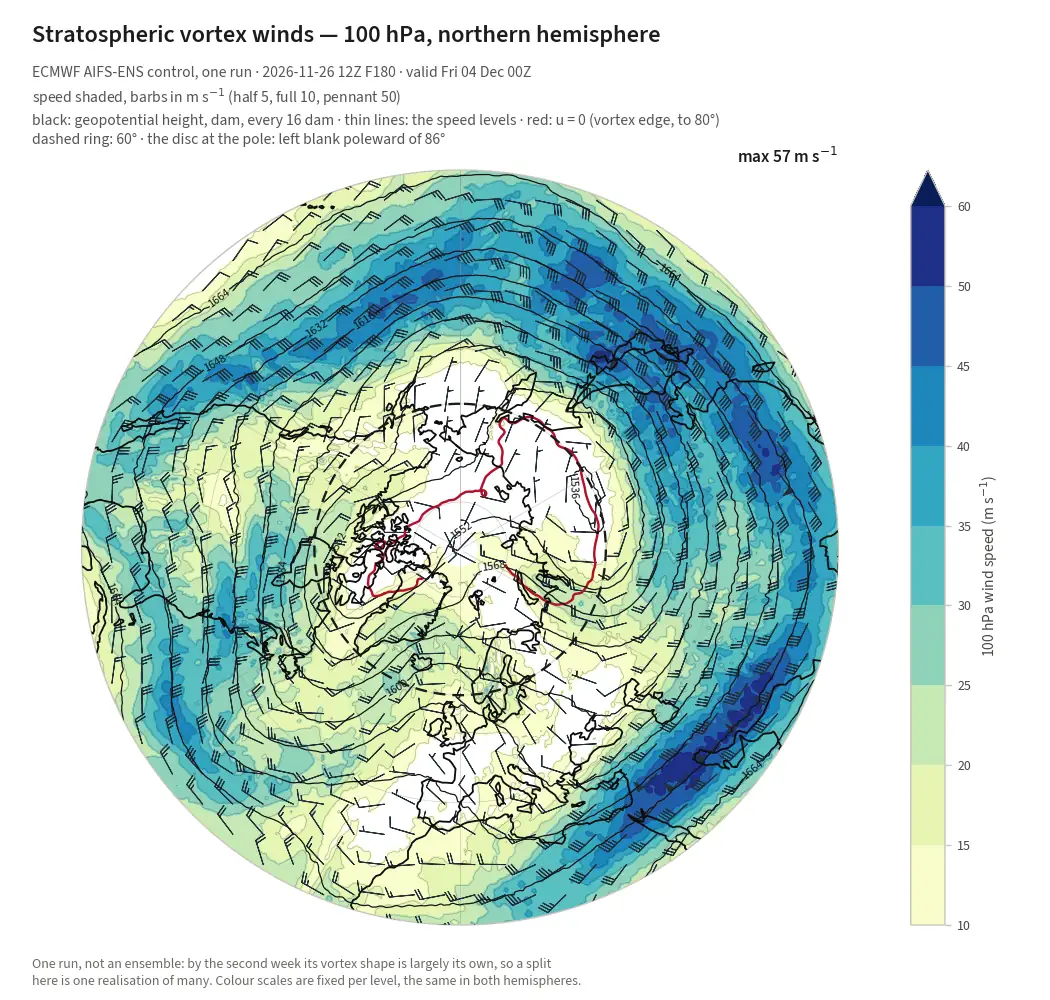 Stratospheric vortex winds — 100 hPa, northern hemisphere
ECMWF AIFS-ENS control, one run · 2026-11-26 12Z F180 · valid Fri 04 Dec 00Z
speed shaded, barbs in m s⁻¹ (half 5, full 10, pennant 50)
black: geopotential height, dam, every 16 dam · thin lines: the speed levels · red: u = 0 (vortex edge, to 80°)
dashed ring: 60° · the disc at the pole: left blank poleward of 86°
max 57 m s⁻¹
60
50
45
40
35
30
25
20
15
10
100 hPa wind speed (m s⁻¹)
1664
1664
1632
1616
1648
1536
1552
1568
1600
1664
One run, not an ensemble: by the second week its vortex shape is largely its own, so a split
here is one realisation of many. Colour scales are fixed per level, the same in both hemispheres.